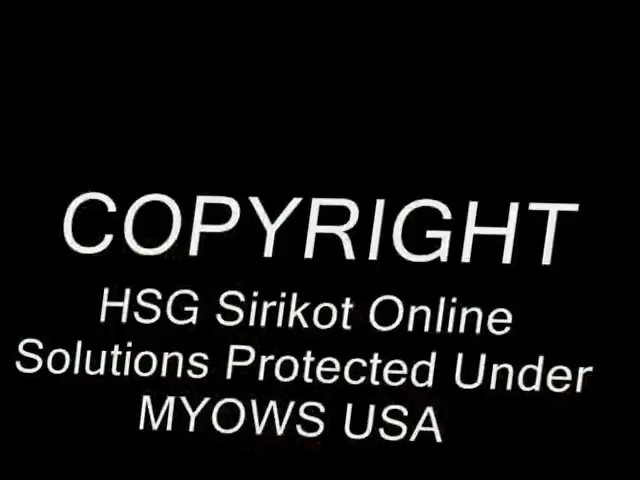 COPYRIGHT
HSG Sirikot Online
Solutions Protected Under
MYOWS USA